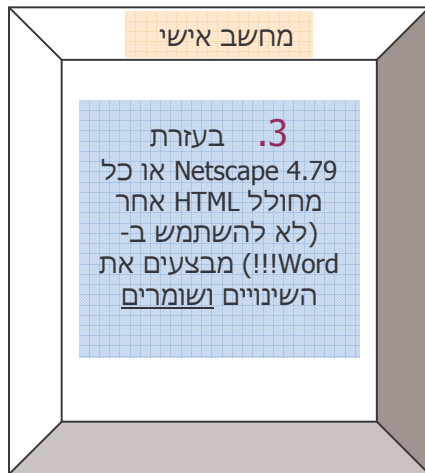 מחשב אישי
3. בעזרת
Netscape 4.79 או כל
מחולל HTML אחר
(לא להשתמש ב-
Word!!!) מבצעים את
השינויים ושומרים